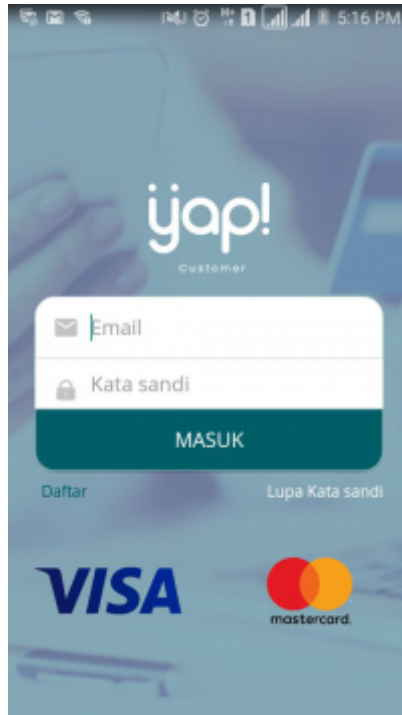 5:16 PM
yap!
Customer
Email
Kata sandi
MASUK
Daftar
Lupa Kata sandi
VISA
mastercard.